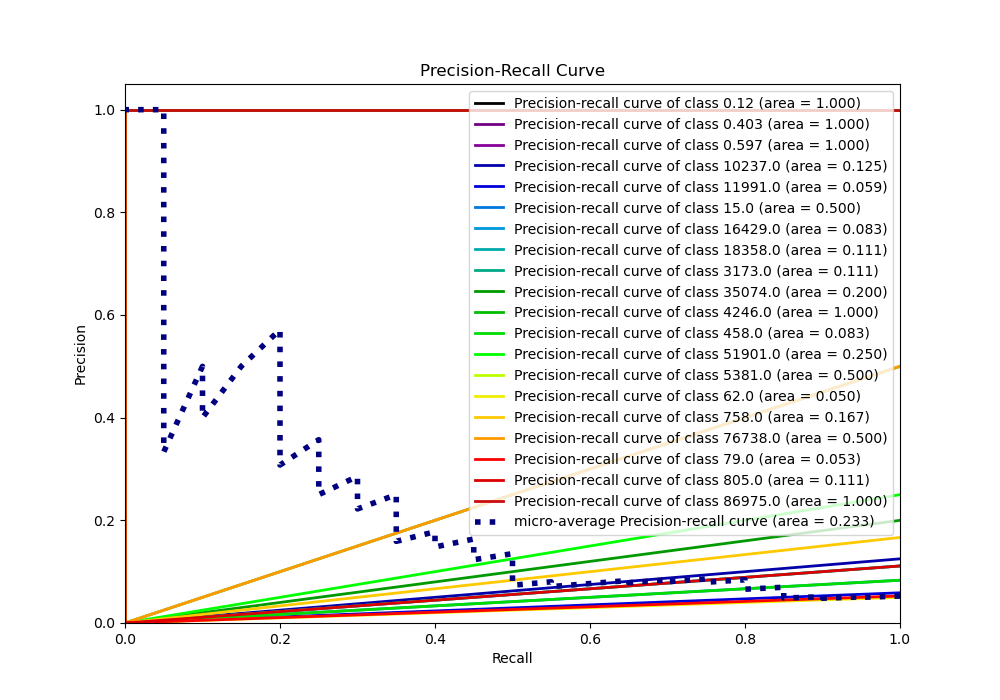 Precision-Recall Curve
Precision
1.0
0.8
0.6
0.4
0.2
0.0
Precision-recall curve of class 0.12 (area = 1.000)
Precision-recall curve of class 0.403 (area = 1.000)
Precision-recall curve of class 0.597 (area = 1.000)
Precision-recall curve of class 10237.0 (area = 0.125)
Precision-recall curve of class 11991.0 (area = 0.059)
Precision-recall curve of class 15.0 (area = 0.500)
Precision-recall curve of class 16429.0 (area = 0.083)
Precision-recall curve of class 18358.0 (area = 0.111)
Precision-recall curve of class 3173.0 (area = 0.111)
Precision-recall curve of class 35074.0 (area = 0.200)
Precision-recall curve of class 4246.0 (area = 1.000)
Precision-recall curve of class 458.0 (area = 0.083)
Precision-recall curve of class 51901.0 (area = 0.250)
Precision-recall curve of class 5381.0 (area = 0.500)
Precision-recall curve of class 62.0 (area = 0.050)
Precision-recall curve of class 758.0 (area = 0.167)
Precision-recall curve of class 76738.0 (area = 0.500)
Precision-recall curve of class 79.0 (area = 0.053)
Precision-recall curve of class 805.0 (area = 0.111)
Precision-recall curve of class 86975.0 (area = 1.000)
micro-average Precision-recall curve (area = 0.233)
0.0 0.2 0.4 0.6 0.8 1.0
Recall